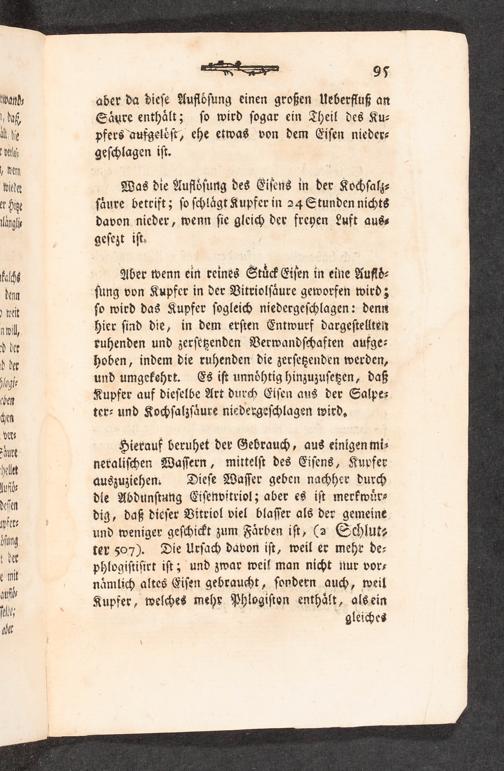 95
aber da diese Auflösung einen großen Ueberfluß an
Säure enthält; so wird sogar ein Theil des Ku-
pfers aufgelöst, ehe etwas von dem Eisen nieder-
geschlagen ist.
Was die Auflösung des Eisens in der Kochsalz-
säure betrift; so schlägt Kupfer in 24 Stunden nichts
davon nieder, wenn sie gleich der freyen Luft aus-
gesezt ist.
Aber wenn ein reines Stück Eisen in eine Auflö-
sung von Kupfer in der Vitriolsäure geworfen wird;
so wird das Kupfer sogleich niedergeschlagen: denn
hier sind die, in dem ersten Entwurf dargestellten
ruhenden und zersetzenden Verwandschaften aufge-
hoben, indem die ruhenden die zersetzenden werden,
und umgekehrt. Es ist unnöhtig hinzuzusetzen, daß
Kupfer auf dieselbe Art durch Eisen aus der Salpe-
ter- und Kochsalzsäure niedergeschlagen wird.
Hierauf beruhet der Gebrauch, aus einigen mi-
neralischen Wassern, mittelst des Eisens, Kupfer
auszuziehen. Diese Wasser geben nachher durch
die Abdunstung Eisenvitriol; aber es ist merkwür-
dig, daß dieser Vitriol viel blasser als der gemeine
und weniger geschickt zum Färben ist, (2 Schlut-
ter 507). Die Ursach davon ist, weil er mehr de-
phlogistisirt ist; und zwar weil man nicht nur vor-
nämlich altes Eisen gebraucht, sondern auch, weil
Kupfer, welches mehr Phlogiston enthält, als ein
gleiches